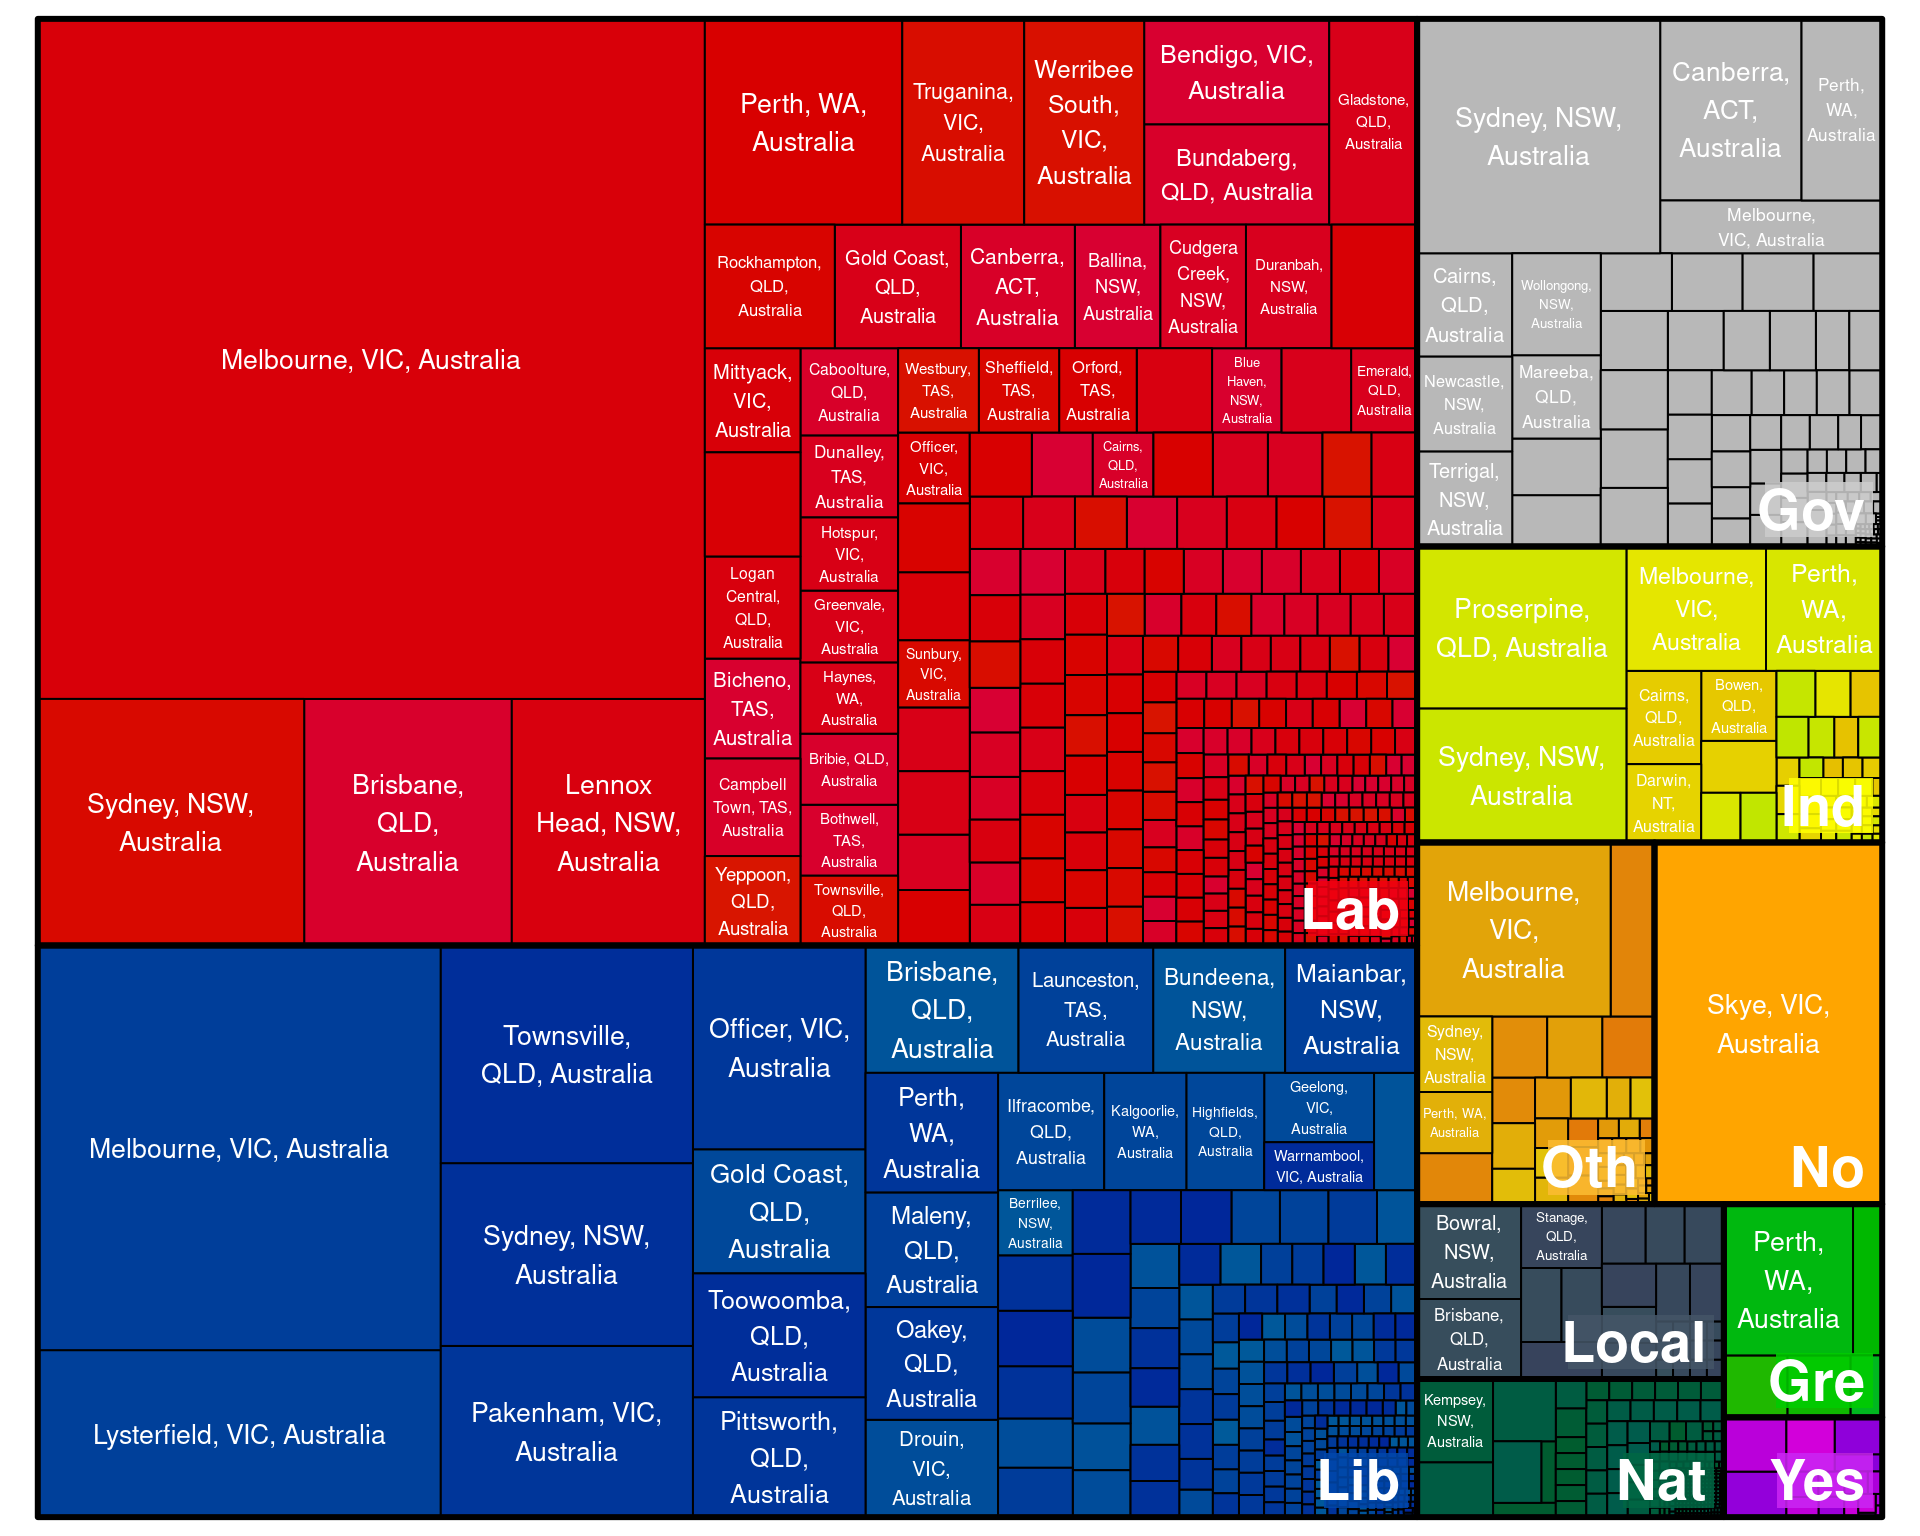 Melbourne, VIC, Australia
Sydney, NSW,
Australia
Brisbane,
QLD,
Australia
Lennox
Head, NSW,
Australia
Perth, WA,
Australia
Truganina,
VIC,
Australia
Werribee
South,
VIC,
Australia
Bendigo, VIC,
Australia
Bundaberg,
QLD, Australia
Gladstone,
QLD,
Australia
Rockhampton,
QLD,
Australia
Gold Coast,
QLD,
Australia
Canberra,
ACT,
Australia
Ballina,
NSW,
Australia
Cudgera
Creek,
NSW,
Australia
Duranbah,
NSW,
Australia
Mittyack,
VIC,
Australia
Logan
Central,
QLD,
Australia
Bicheno,
TAS,
Australia
Campbell
Town, TAS,
Australia
Yeppoon,
QLD,
Australia
Caboolture,
QLD,
Australia
Dunalley,
TAS,
Australia
Hotspur,
VIC,
Australia
Greenvale,
VIC,
Australia
Haynes,
WA,
Australia
Bribie, QLD,
Australia
Bothwell,
TAS,
Australia
Townsville,
QLD,
Australia
Westbury,
TAS,
Australia
Sheffield,
TAS,
Australia
Orford,
TAS,
Australia
Blue
Haven,
NSW,
Australia
Emerald,
QLD,
Australia
Officer,
VIC,
Australia
Cairns,
QLD,
Australia
Sunbury,
VIC,
Australia
Lab
Melbourne, VIC, Australia
Lysterfield, VIC, Australia
Townsville,
QLD, Australia
Sydney, NSW,
Australia
Pakenham, VIC,
Australia
Officer, VIC,
Australia
Gold Coast,
QLD,
Australia
Toowoomba,
QLD,
Australia
Pittsworth,
QLD,
Australia
Brisbane,
QLD,
Australia
Launceston,
TAS,
Australia
Bundeena,
NSW,
Australia
Maianbar,
NSW,
Australia
Perth,
WA,
Australia
Maleny,
QLD,
Australia
Oakey,
QLD,
Australia
Drouin,
VIC,
Australia
Ilfracombe,
QLD,
Australia
Kalgoorlie,
WA,
Australia
Highfields,
QLD,
Australia
Geelong,
VIC,
Australia
Warrnambool,
VIC, Australia
Berrilee,
NSW,
Australia
Lib
Sydney, NSW,
Australia
Canberra,
ACT,
Australia
Perth,
WA,
Australia
Melbourne,
VIC, Australia
Cairns,
QLD,
Australia
Newcastle,
NSW,
Australia
Terrigal,
NSW,
Australia
Wollongong,
NSW,
Australia
Mareeba,
QLD,
Australia
Gov
Proserpine,
QLD, Australia
Sydney, NSW,
Australia
Melbourne,
VIC,
Australia
Perth,
WA,
Australia
Cairns,
QLD,
Australia
Bowen,
QLD,
Australia
Darwin,
NT,
Australia
Ind
Melbourne,
VIC,
Australia
Sydney,
NSW,
Australia
Perth, WA,
Australia
Oth
Skye, VIC,
Australia
No
Bowral,
NSW,
Australia
Brisbane,
QLD,
Australia
Stanage,
QLD,
Australia
Local
Perth,
WA,
Australia
Gre
Kempsey,
NSW,
Australia
Nat
Yes